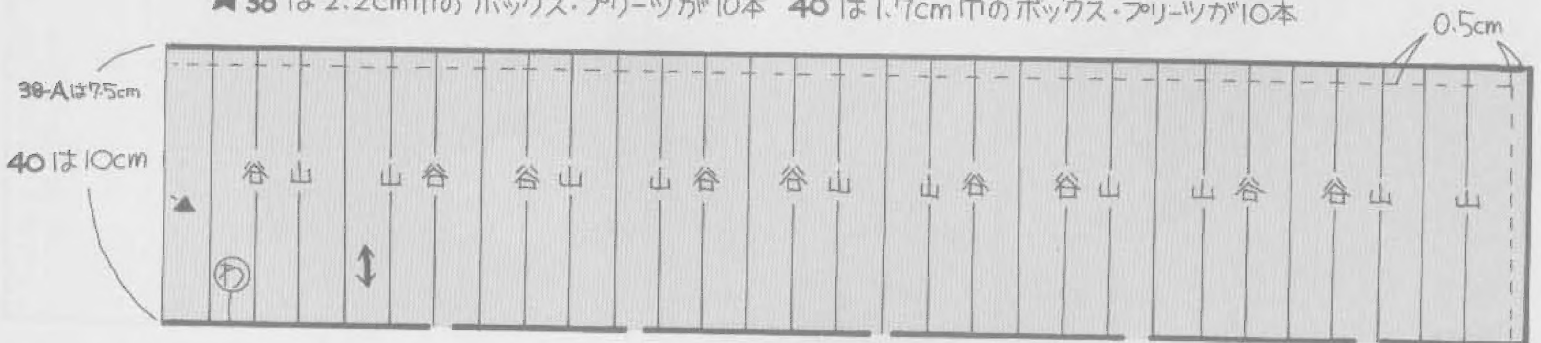 ★38は2.2cm巾のボックス・プリーツが10本 40は1.7cm巾のボックス・プリーツが10本
0.5cm
38-Aは7.5cm
40は10cm
谷 山 山 谷 谷 山 山 谷 谷 山 山 谷 谷 山 山 谷 谷 山 山
わ